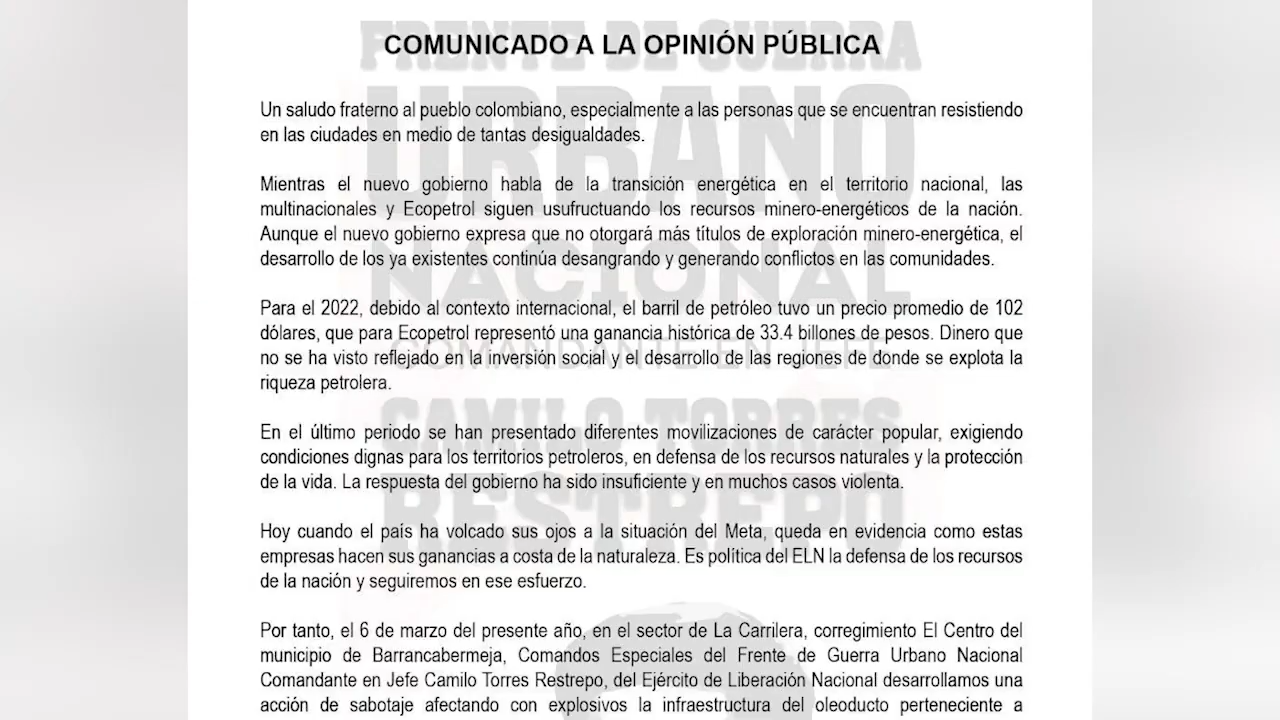 FRENTE DE GUERRA
COMUNICADO A LA OPINIÓN PÚBLICA
URBANO
Un saludo fraterno al pueblo colombiano, especialmente a las personas que se encuentran resistiendo
en las ciudades en medio de tantas desigualdades.
Mientras el nuevo gobierno habla de la transición energética en el territorio nacional, las
multinacionales y Ecopetrol siguen usufructuando los recursos minero-energéticos de la nación.
Aunque el nuevo gobierno expresa que no otorgará más títulos de exploración minero-energética, el
desarrollo de los ya existentes continúa desangrando y generando conflictos en las comunidades.
NACIONAL
Para el 2022, debido al contexto internacional, el barril de petróleo tuvo un precio promedio de 102
dólares, que para Ecopetrol representó una ganancia histórica de 33.4 billones de pesos. Dinero que
no se ha visto reflejado en la inversión social y el desarrollo de las regiones de donde se explota la
riqueza petrolera.
COMANDANTE EN JEFE
CAMILO TORRES
En el último periodo se han presentado diferentes movilizaciones de carácter popular, exigiendo
condiciones dignas para los territorios petroleros, en defensa de los recursos naturales y la protección
de la vida. La respuesta del gobierno ha sido insuficiente y en muchos casos violenta.
RESTREPO
Hoy cuando el país ha volcado sus ojos a la situación del Meta, queda en evidencia como estas
empresas hacen sus ganancias a costa de la naturaleza. Es política del ELN la defensa de los recursos
de la nación y seguiremos en ese esfuerzo.
Por tanto, el 6 de marzo del presente año, en el sector de La Carrilera, corregimiento El Centro del
municipio de Barrancabermeja, Comandos Especiales del Frente de Guerra Urbano Nacional
Comandante en Jefe Camilo Torres Restrepo, del Ejército de Liberación Nacional desarrollamos una
acción de sabotaje afectando con explosivos la infraestructura del oleoducto perteneciente a